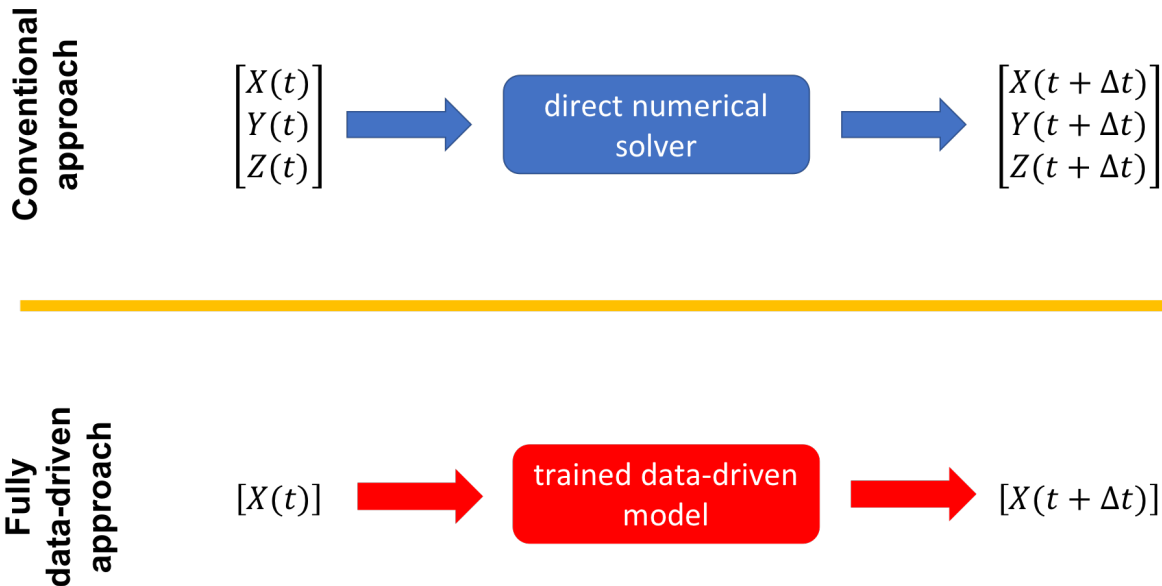 Conventional
approach
[X(t)
Y(t)
Z(t)]
direct numerical
solver
[X(t + Δt)
Y(t + Δt)
Z(t + Δt)]
Fully
data-driven
approach
[X(t)]
trained data-driven
model
[X(t + Δt)]